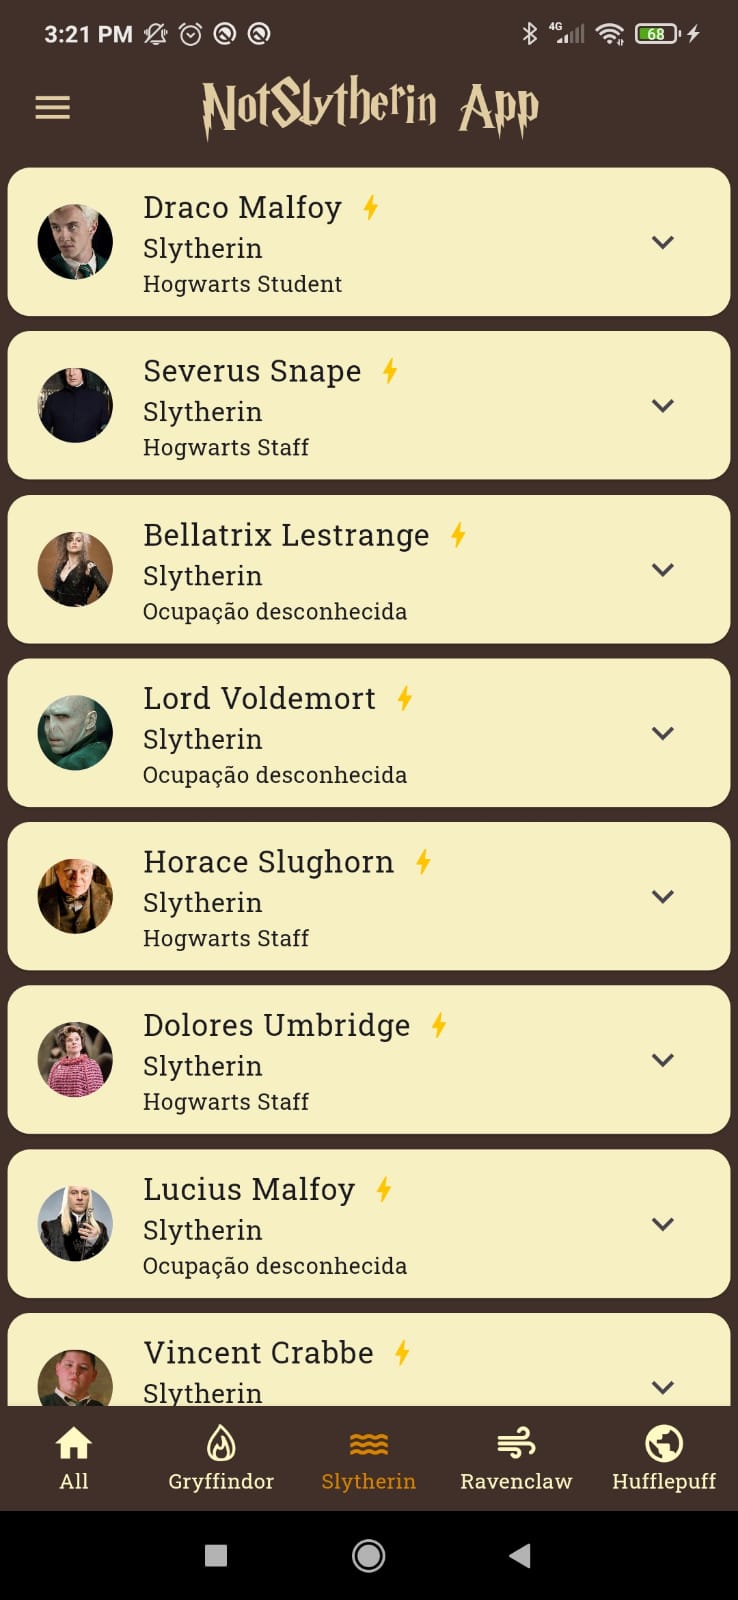 3:21 PM
4G
68
NotSlytherin App
Draco Malfoy
Slytherin
Hogwarts Student
Severus Snape
Slytherin
Hogwarts Staff
Bellatrix Lestrange
Slytherin
Ocupação desconhecida
Lord Voldemort
Slytherin
Ocupação desconhecida
Horace Slughorn
Slytherin
Hogwarts Staff
Dolores Umbridge
Slytherin
Hogwarts Staff
Lucius Malfoy
Slytherin
Ocupação desconhecida
Vincent Crabbe
Slytherin
All
Gryffindor
Slytherin
Ravenclaw
Hufflepuff